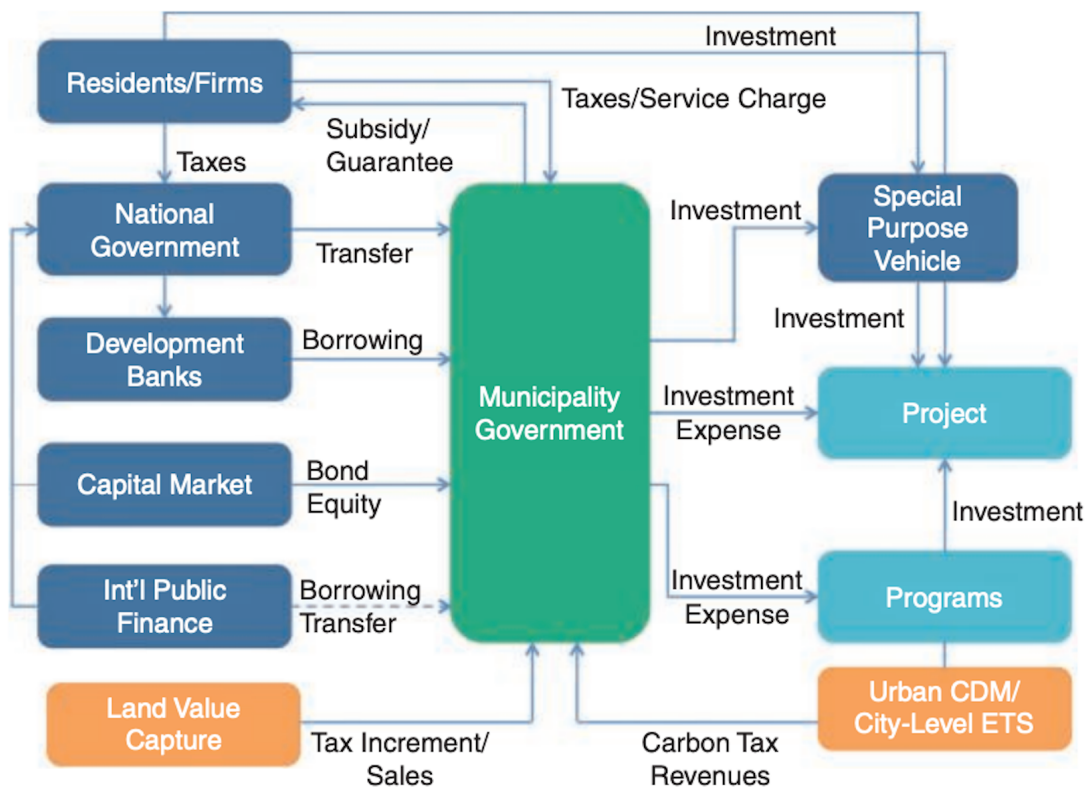 Investment
Residents/Firms
Taxes/Service Charge
Subsidy/
Guarantee
Taxes
National
Government
Transfer
Investment
Special
Purpose
Vehicle
Development
Banks
Borrowing
Investment
Municipality
Government
Investment
Expense
Project
Capital Market
Bond
Equity
Investment
Int'l Public
Finance
Borrowing
Transfer
Investment
Expense
Programs
Land Value
Capture
Tax Increment/
Sales
Carbon Tax
Revenues
Urban CDM/
City-Level ETS